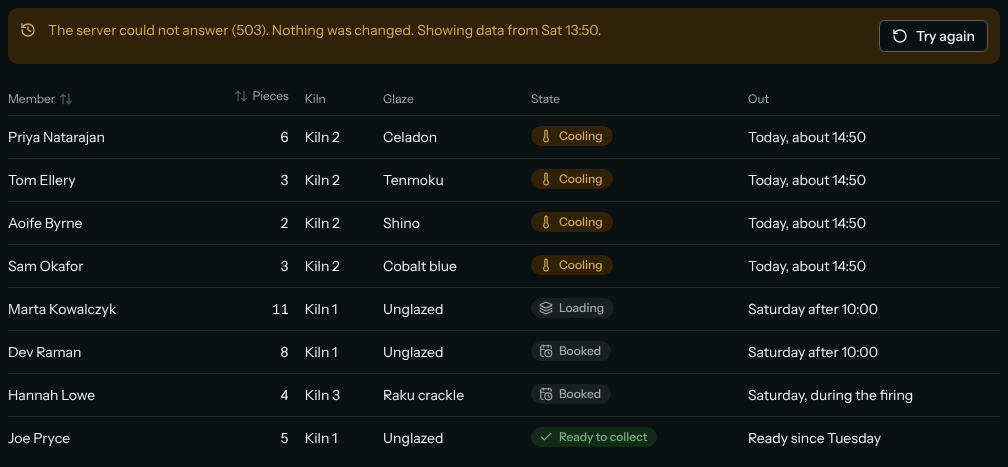 The server could not answer (503). Nothing was changed. Showing data from Sat 13:50.
Try again
Member Pieces Kiln Glaze State Out
Priya Natarajan 6 Kiln 2 Celadon Cooling Today, about 14:50
Tom Ellery 3 Kiln 2 Tenmoku Cooling Today, about 14:50
Aoife Byrne 2 Kiln 2 Shino Cooling Today, about 14:50
Sam Okafor 3 Kiln 2 Cobalt blue Cooling Today, about 14:50
Marta Kowalczyk 11 Kiln 1 Unglazed Loading Saturday after 10:00
Dev Raman 8 Kiln 1 Unglazed Booked Saturday after 10:00
Hannah Lowe 4 Kiln 3 Raku crackle Booked Saturday, during the firing
Joe Pryce 5 Kiln 1 Unglazed Ready to collect Ready since Tuesday